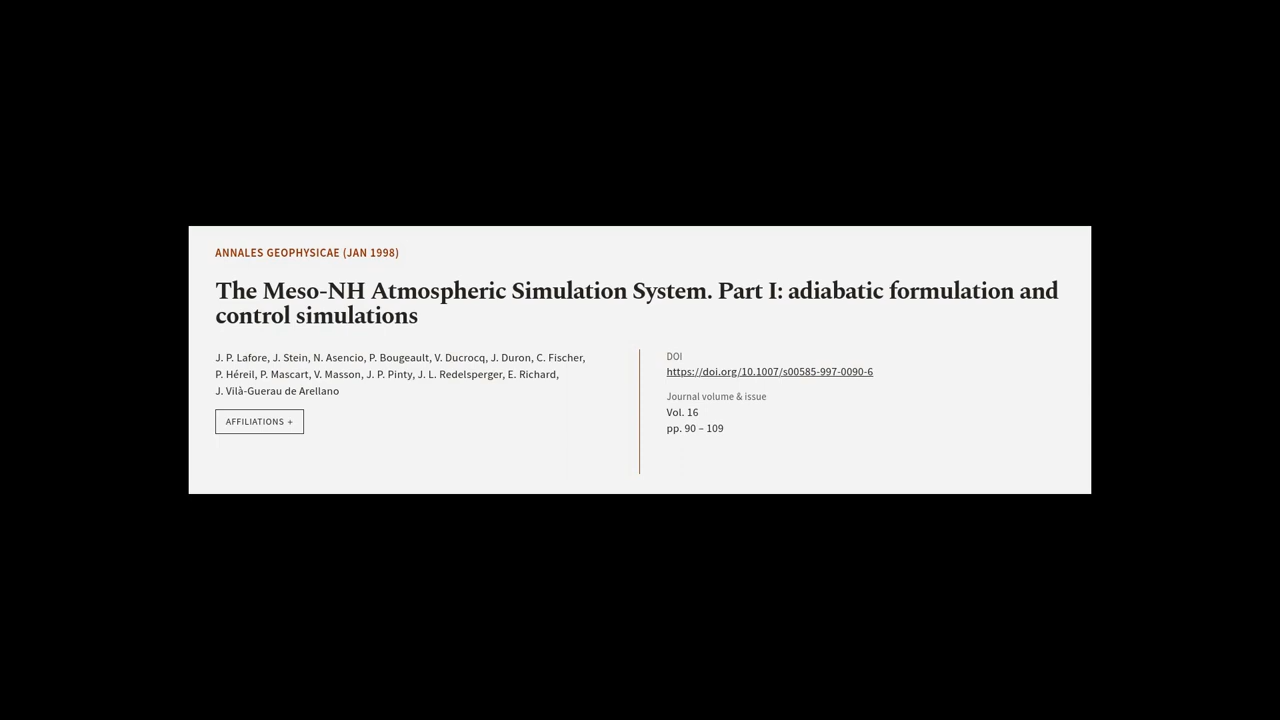 ANNALES GEOPHYSICAE (JAN 1998)
The Meso-NH Atmospheric Simulation System. Part I: adiabatic formulation and
control simulations
J. P. Lafore, J. Stein, N. Asencio, P. Bougeault, V. Ducrocq, J. Duron, C. Fischer,
P. Héreil, P. Mascart, V. Masson, J. P. Pinty, J. L. Redelsperger, E. Richard,
J. Vilà-Guerau de Arellano
AFFILIATIONS +
DOI
https://doi.org/10.1007/s00585-997-0090-6
Journal volume & issue
Vol. 16
pp. 90 – 109